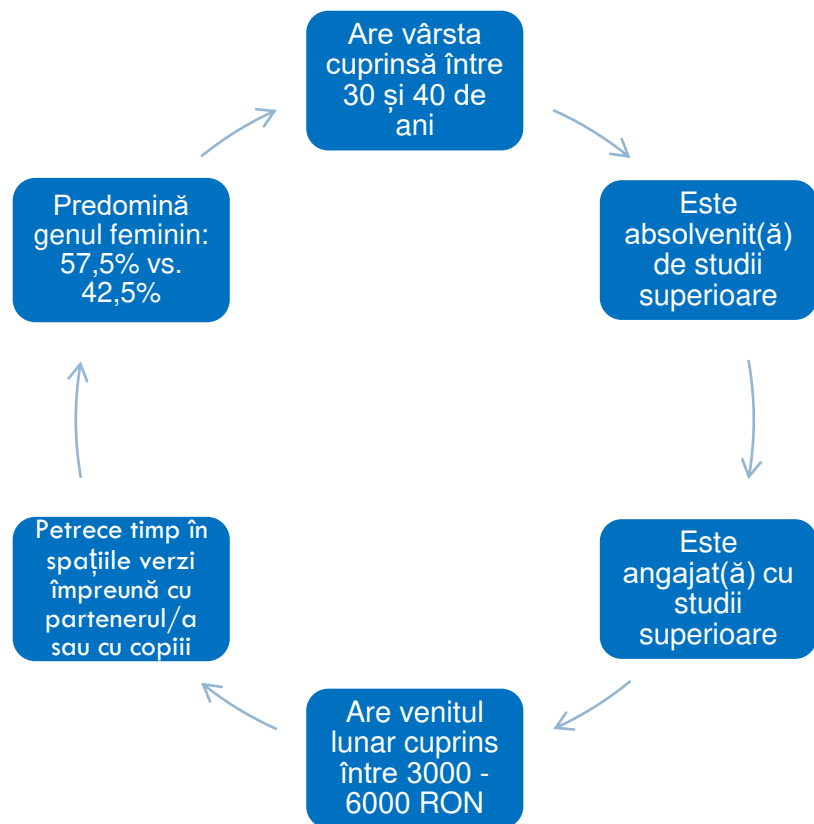 Are vârsta
cuprinsă între
30 și 40 de
ani
Este
absolvenit(ă)
de studii
superioare
Este
angajat(ă) cu
studii
superioare
Are venitul
lunar cuprins
între 3000 -
6000 RON
Petrece timp în
spațiile verzi
împreună cu
partenerul/a
sau cu copiii
Predomină
genul feminin:
57,5% vs.
42,5%